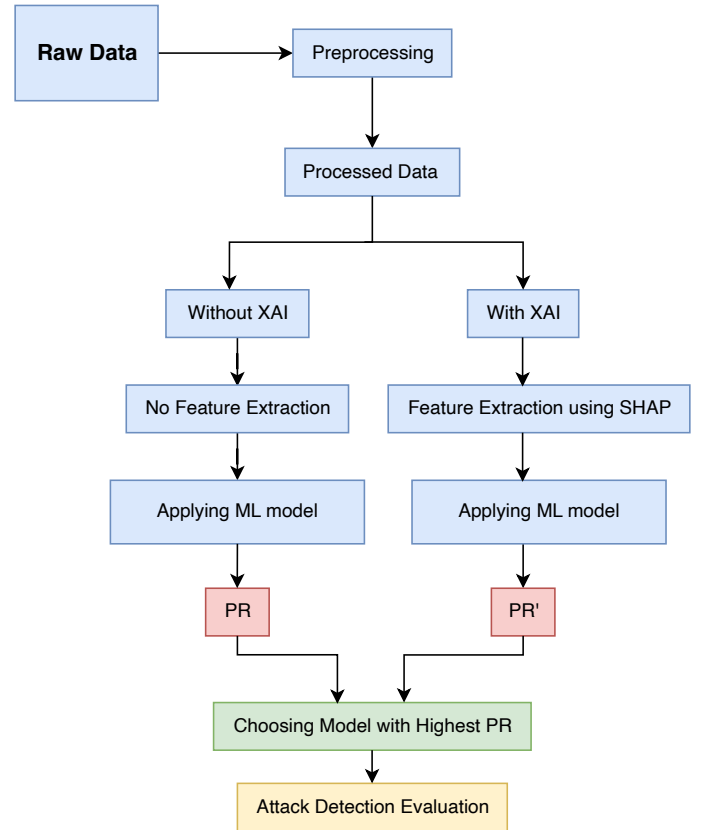 Raw Data
Preprocessing
Processed Data
Without XAI
With XAI
No Feature Extraction
Feature Extraction using SHAP
Applying ML model
Applying ML model
PR
PR'
Choosing Model with Highest PR
Attack Detection Evaluation